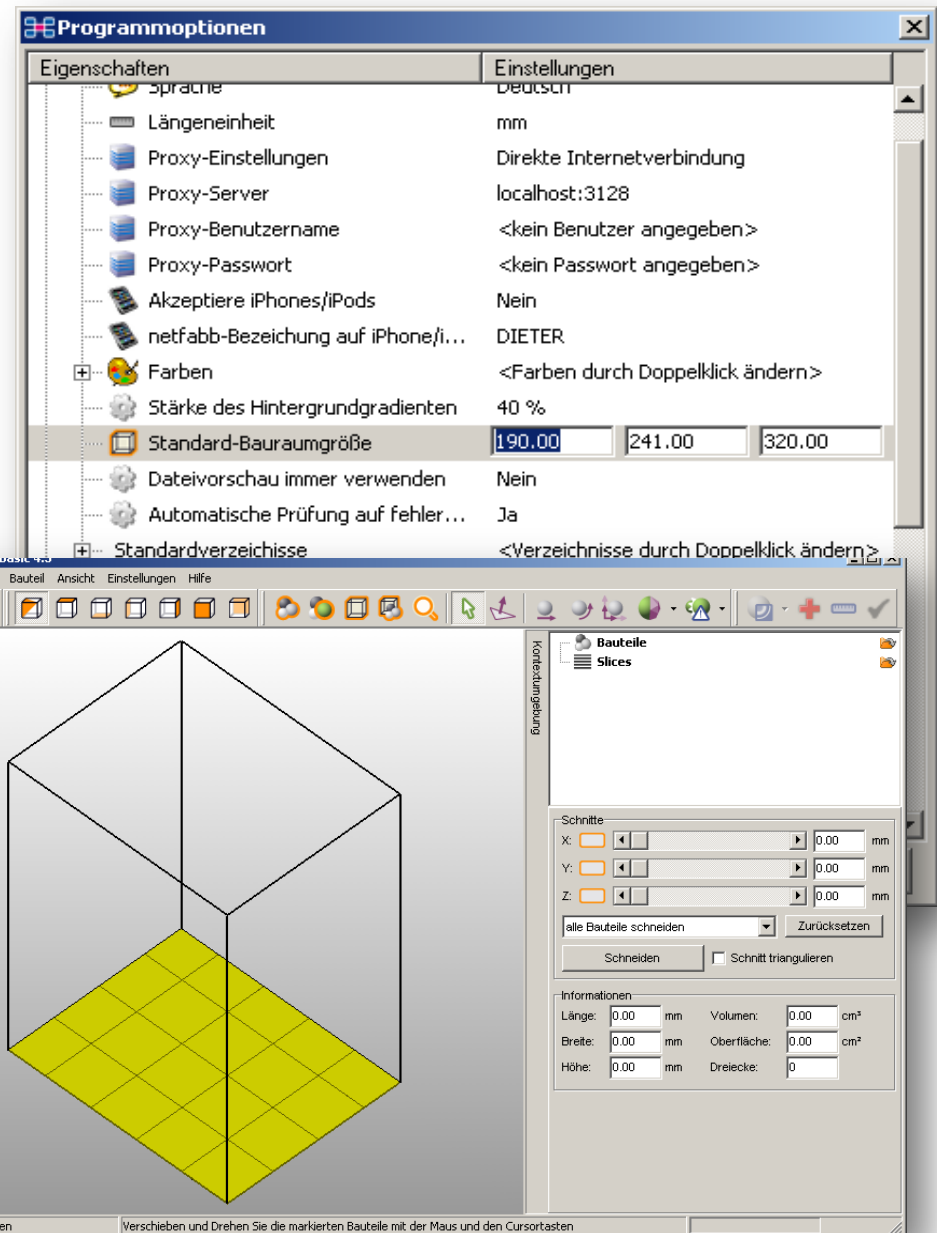 Programmoptionen
Eigenschaften Einstellungen
Sprache Deutsch
Längeneinheit mm
Proxy-Einstellungen Direkte Internetverbindung
Proxy-Server localhost:3128
Proxy-Benutzername <kein Benutzer angegeben>
Proxy-Passwort <kein Passwort angegeben>
Akzeptiere iPhones/iPods Nein
netfabb-Bezeichung auf iPhone/i... DIETER
Farben <Farben durch Doppelklick ändern>
Stärke des Hintergrundgradienten 40 %
Standard-Bauraumgröße 190.00 241.00 320.00
Dateivorschau immer verwenden Nein
Automatische Prüfung auf fehler... Ja
Standardverzeichisse <Verzeichnisse durch Doppelklick ändern>
Bauteil Ansicht Einstellungen Hilfe
Kontextumgebung
Bauteile
Slices
Schnitte
X: 0.00 mm
Y: 0.00 mm
Z: 0.00 mm
alle Bauteile schneiden Zurücksetzen
Schneiden Schnitt triangulieren
Informationen
Länge: 0.00 mm Volumen: 0.00 cm³
Breite: 0.00 mm Oberfläche: 0.00 cm²
Höhe: 0.00 mm Dreiecke: 0
en Verschieben und Drehen Sie die markierten Bauteile mit der Maus und den Cursortasten